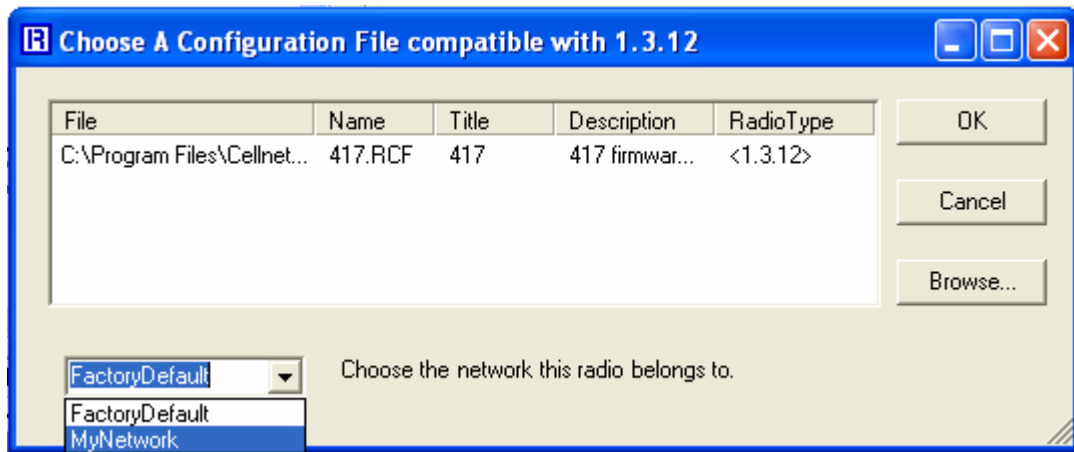 Choose A Configuration File compatible with 1.3.12
File Name Title Description RadioType
C:\Program Files\Cellnet... 417.RCF 417 417 firmwar... <1.3.12>
OK
Cancel
Browse...
FactoryDefault
Choose the network this radio belongs to.
FactoryDefault
MyNetwork